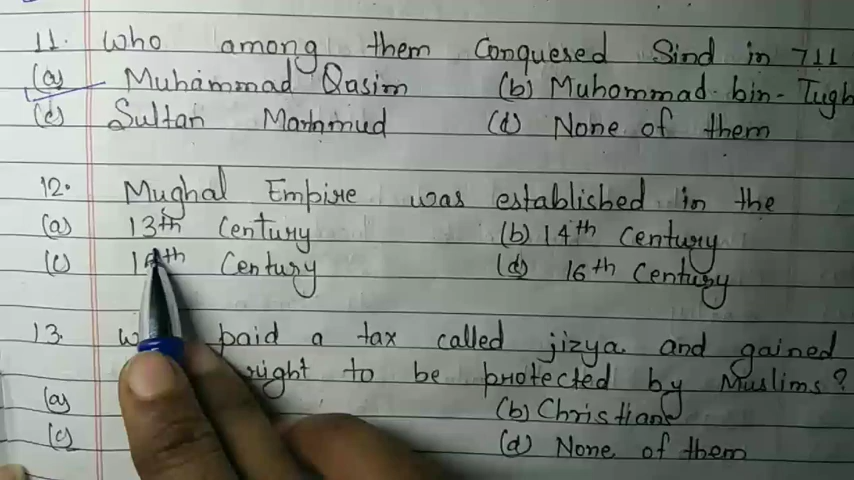 11. Who among them Conquesed Sind in 711
(a) Muhammad Qasim (b) Muhommad-bin-Tugh
(c) Sultan Mahmud (d) None of them
12. Mughal Empire was established in the
(a) 13th Century (b) 14th Century
(c) Century (d) 16th Century
13. paid a tax called jizya and gained
right to be protected by Muslims?
(a) (b) Christians
(c) (d) None of them